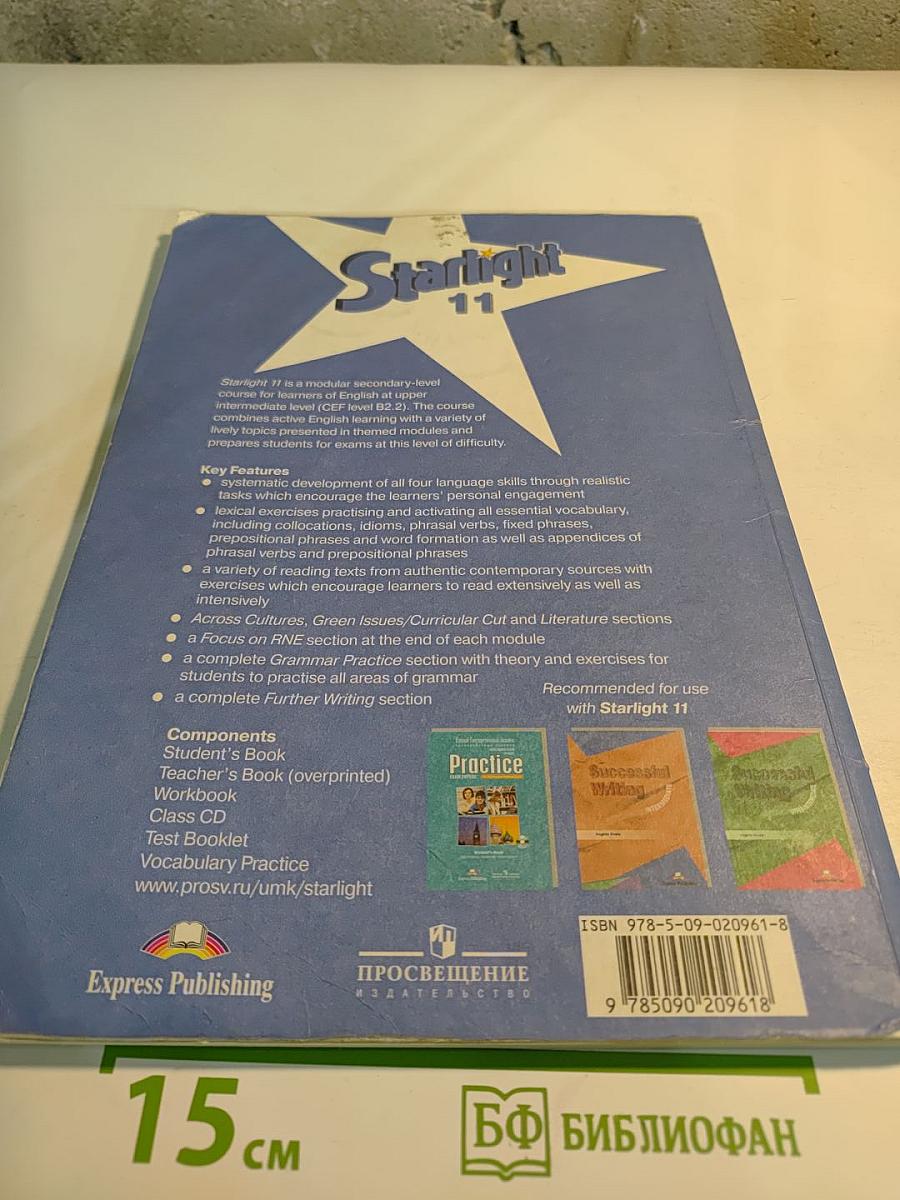 Starlight
11
Starlight 11 is a modular secondary-level
course for learners of English at upper
intermediate level (CEF level B2.2). The course
combines active English learning with a variety of
lively topics presented in themed modules and
prepares students for exams at this level of difficulty.
Key Features
● systematic development of all four language skills through realistic
tasks which encourage the learners' personal engagement
● lexical exercises practising and activating all essential vocabulary,
including collocations, idioms, phrasal verbs, fixed phrases,
prepositional phrases and word formation as well as appendices of
phrasal verbs and prepositional phrases
● a variety of reading texts from authentic contemporary sources with
exercises which encourage learners to read extensively as well as
intensively
● Across Cultures, Green Issues/Curricular Cut and Literature sections
● a Focus on RNE section at the end of each module
● a complete Grammar Practice section with theory and exercises for
students to practise all areas of grammar
● a complete Further Writing section
Recommended for use
with Starlight 11
Components
Student's Book
Teacher's Book (overprinted)
Workbook
Class CD
Test Booklet
Vocabulary Practice
www.prosv.ru/umk/starlight
Practice
Successful
Writing
Successful
Express Publishing
ПРОСВЕЩЕНИЕ
ИЗДАТЕЛЬСТВО
ISBN 978-5-09-020961-8
9 785090 209618
15 см
БФ БИБЛИОФАН